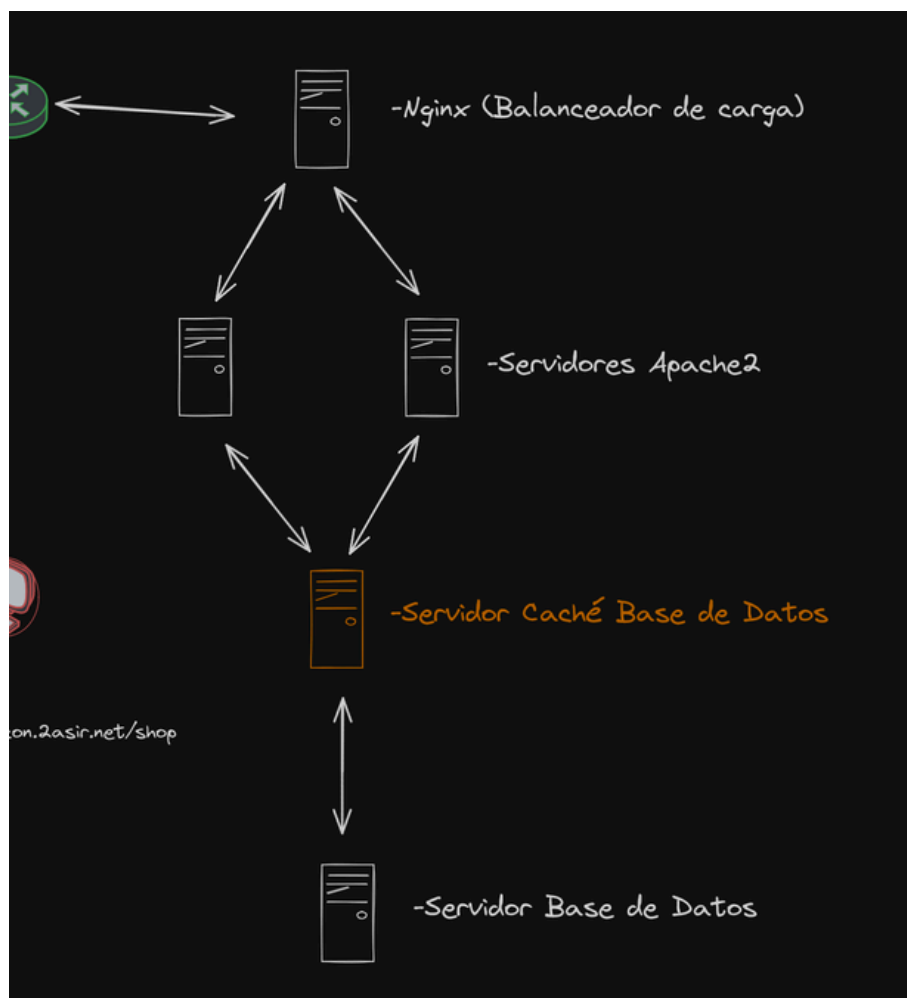 -Nginx (Balanceador de carga)
-Servidores Apache2
-Servidor Caché Base de Datos
on.2asir.net/shop
-Servidor Base de Datos